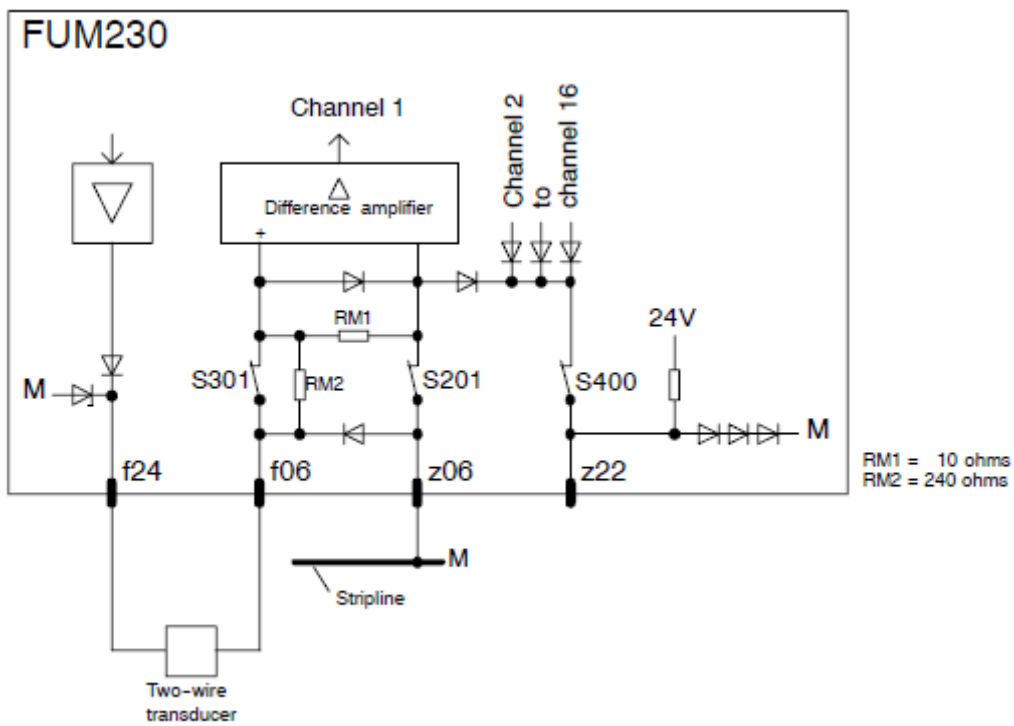 FUM230
Channel 1
Difference amplifier
+
Channel 2
to
channel 16
RM1
24V
S301
RM2
S201
S400
M
M
f24
f06
z06
z22
RM1 = 10 ohms
RM2 = 240 ohms
M
Stripline
Two-wire
transducer